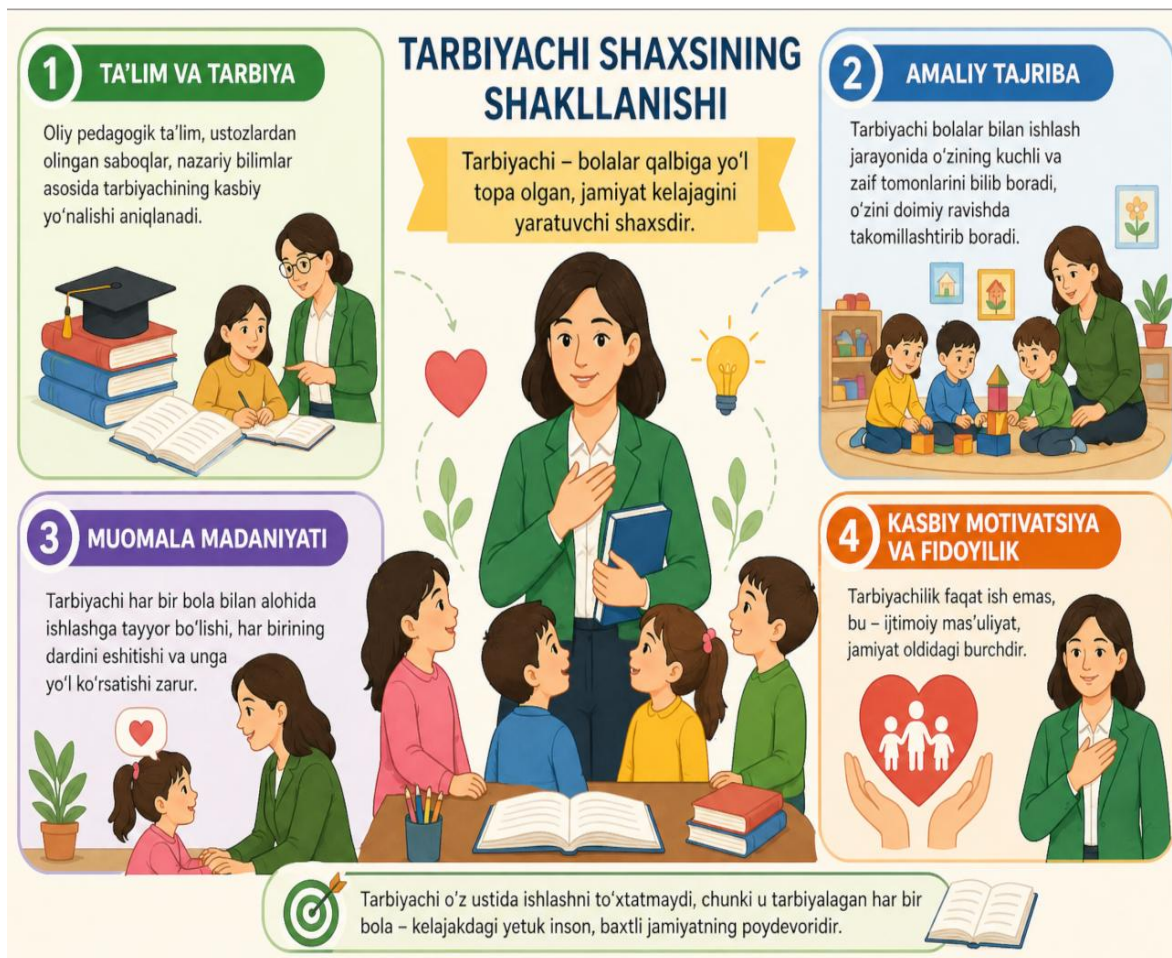 TARBIYACHI SHAXSINING
SHAKLLANISHI
Tarbiyachi – bolalar qalbiga yo‘l
topa olgan, jamiyat kelajagini
yaratuvchi shaxsdir.
1 TA’LIM VA TARBIYA
Oliy pedagogik ta’lim, ustozlardan
olingan saboqlar, nazariy bilimlar
asosida tarbiyachining kasbiy
yo‘nalishi aniqlanadi.
2 AMALIY TAJRIBA
Tarbiyachi bolalar bilan ishlash
jarayonida o‘zining kuchli va
zaif tomonlarini bilib boradi,
o‘zini doimiy ravishda
takomillashtirib boradi.
3 MUOMALA MADANIYATI
Tarbiyachi har bir bola bilan alohida
ishlashga tayyor bo‘lishi, har birining
dardini eshitishi va unga
yo‘l ko‘rsatishi zarur.
4 KASBIY MOTIVATSIYA
VA FIDOYILIK
Tarbiyachilik faqat ish emas,
bu – ijtimoiy mas’uliyat,
jamiyat oldidagi burchdir.
Tarbiyachi o‘z ustida ishlashni to‘xtatmaydi, chunki u tarbiyalagan har bir
bola – kelajakdagi yetuk inson, baxtli jamiyatning poydevoridir.